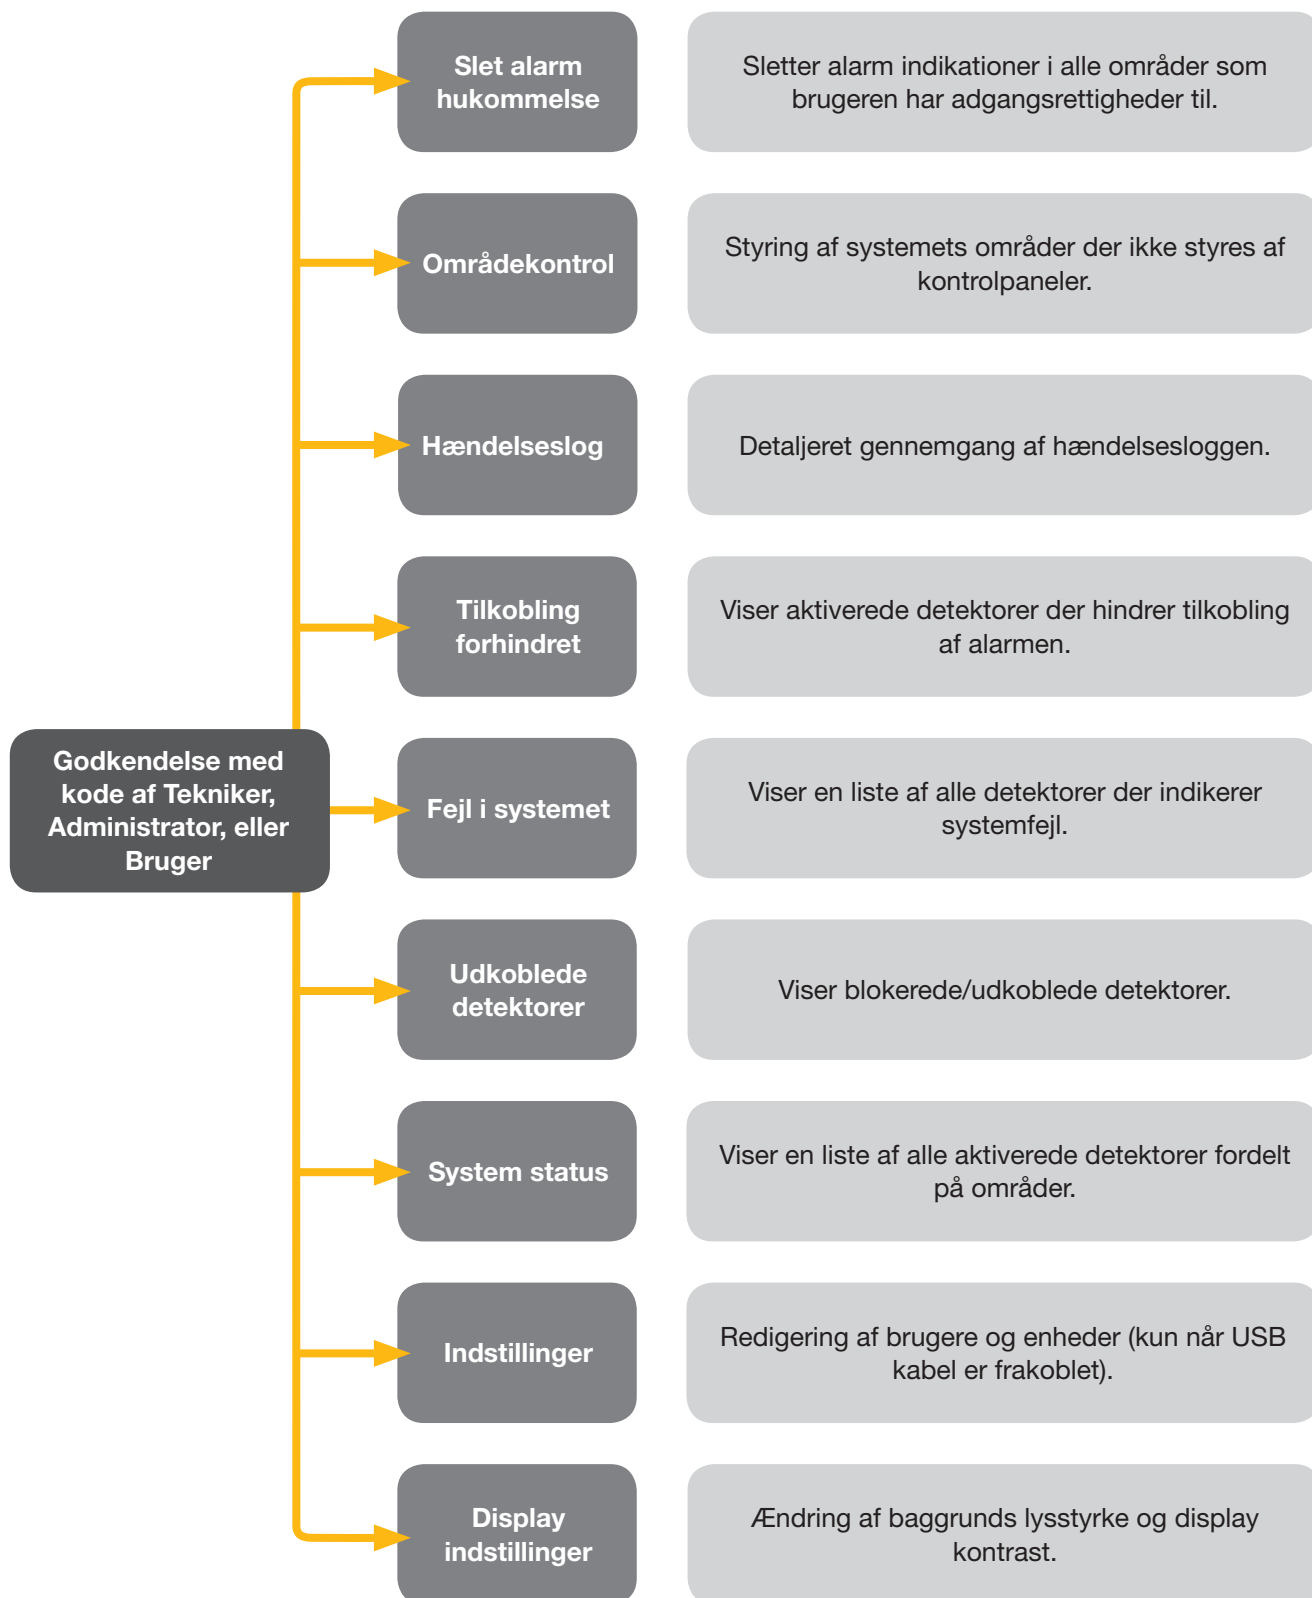 Slet alarm
hukommelse
Sletter alarm indikationer i alle områder som
brugeren har adgangsrettigheder til.
Områdekontrol
Styring af systemets områder der ikke styres af
kontrolpaneler.
Hændelseslog
Detaljeret gennemgang af hændelsesloggen.
Tilkobling
forhindret
Viser aktiverede detektorer der hindrer tilkobling
af alarmen.
Godkendelse med
kode af Tekniker,
Administrator, eller
Bruger
Fejl i systemet
Viser en liste af alle detektorer der indikerer
systemfejl.
Udkoblede
detektorer
Viser blokerede/udkoblede detektorer.
System status
Viser en liste af alle aktiverede detektorer fordelt
på områder.
Indstillinger
Redigering af brugere og enheder (kun når USB
kabel er frakoblet).
Display
indstillinger
Ændring af baggrunds lysstyrke og display
kontrast.